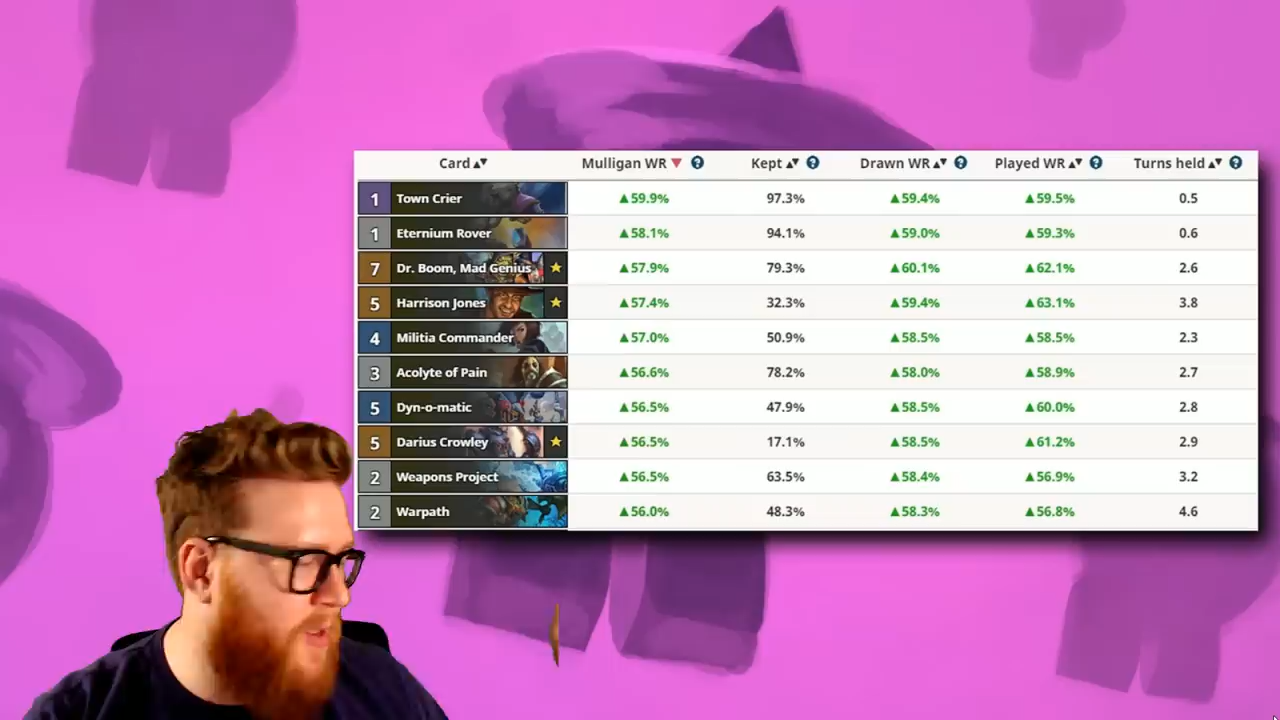 Card Mulligan WR Kept Drawn WR Played WR Turns held
1 Town Crier ▲59.9% 97.3% ▲59.4% ▲59.5% 0.5
1 Eternium Rover ▲58.1% 94.1% ▲59.0% ▲59.3% 0.6
7 Dr. Boom, Mad Genius ▲57.9% 79.3% ▲60.1% ▲62.1% 2.6
5 Harrison Jones ▲57.4% 32.3% ▲59.4% ▲63.1% 3.8
4 Militia Commander ▲57.0% 50.9% ▲58.5% ▲58.5% 2.3
3 Acolyte of Pain ▲56.6% 78.2% ▲58.0% ▲58.9% 2.7
5 Dyn-o-matic ▲56.5% 47.9% ▲58.5% ▲60.0% 2.8
5 Darius Crowley ▲56.5% 17.1% ▲58.5% ▲61.2% 2.9
2 Weapons Project ▲56.5% 63.5% ▲58.4% ▲56.9% 3.2
2 Warpath ▲56.0% 48.3% ▲58.3% ▲56.8% 4.6